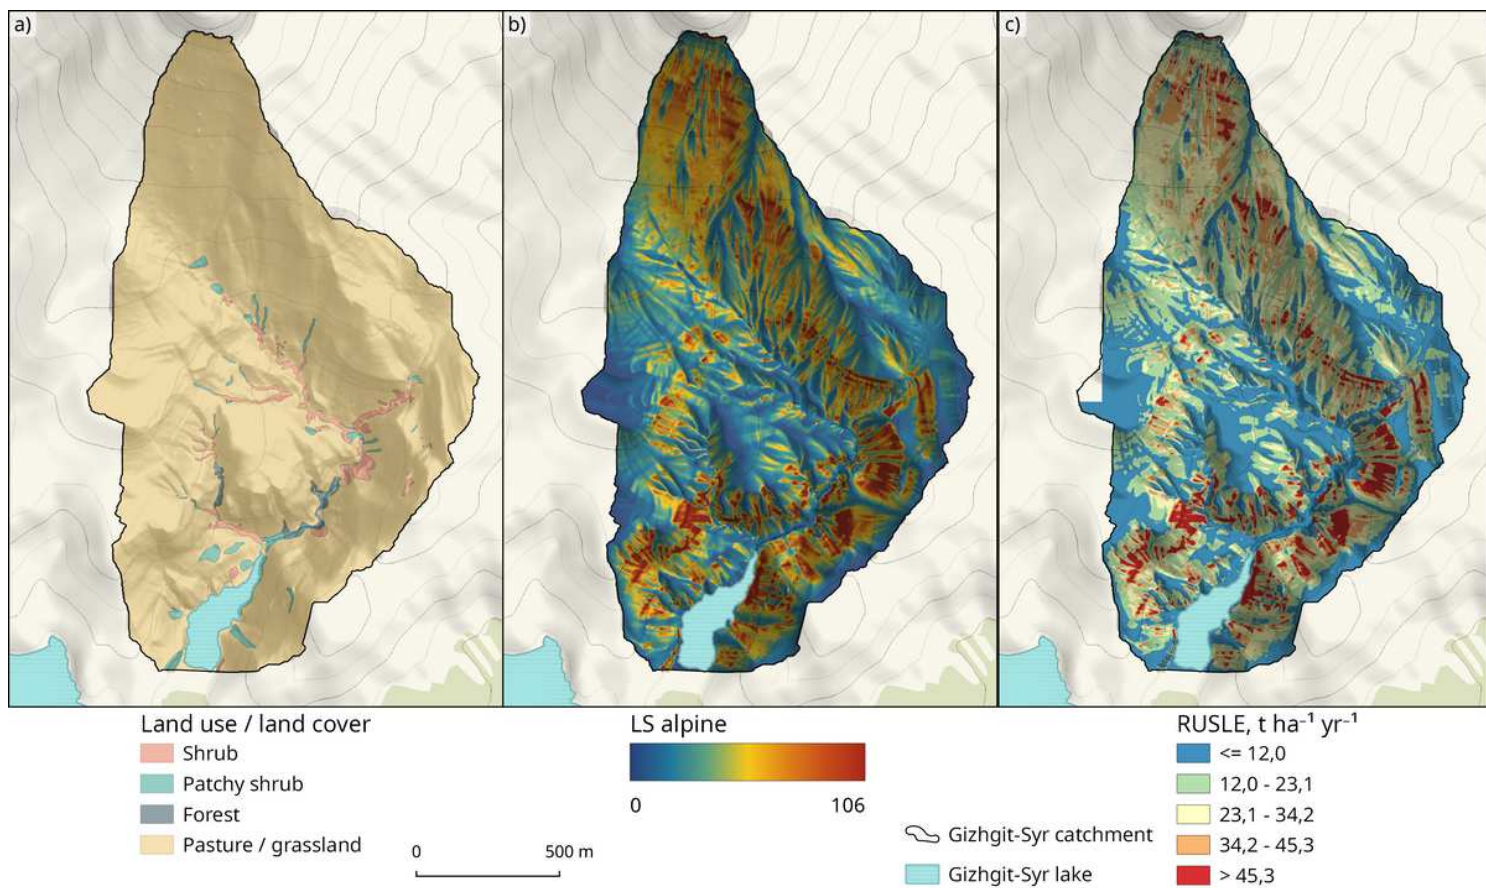 a)
b)
c)
Land use / land cover
Shrub
Patchy shrub
Forest
Pasture / grassland
0
500 m
LS alpine
0
106
Gizhgit-Syr catchment
Gizhgit-Syr lake
RUSLE, t ha⁻¹ yr⁻¹
<= 12,0
12,0 - 23,1
23,1 - 34,2
34,2 - 45,3
> 45,3